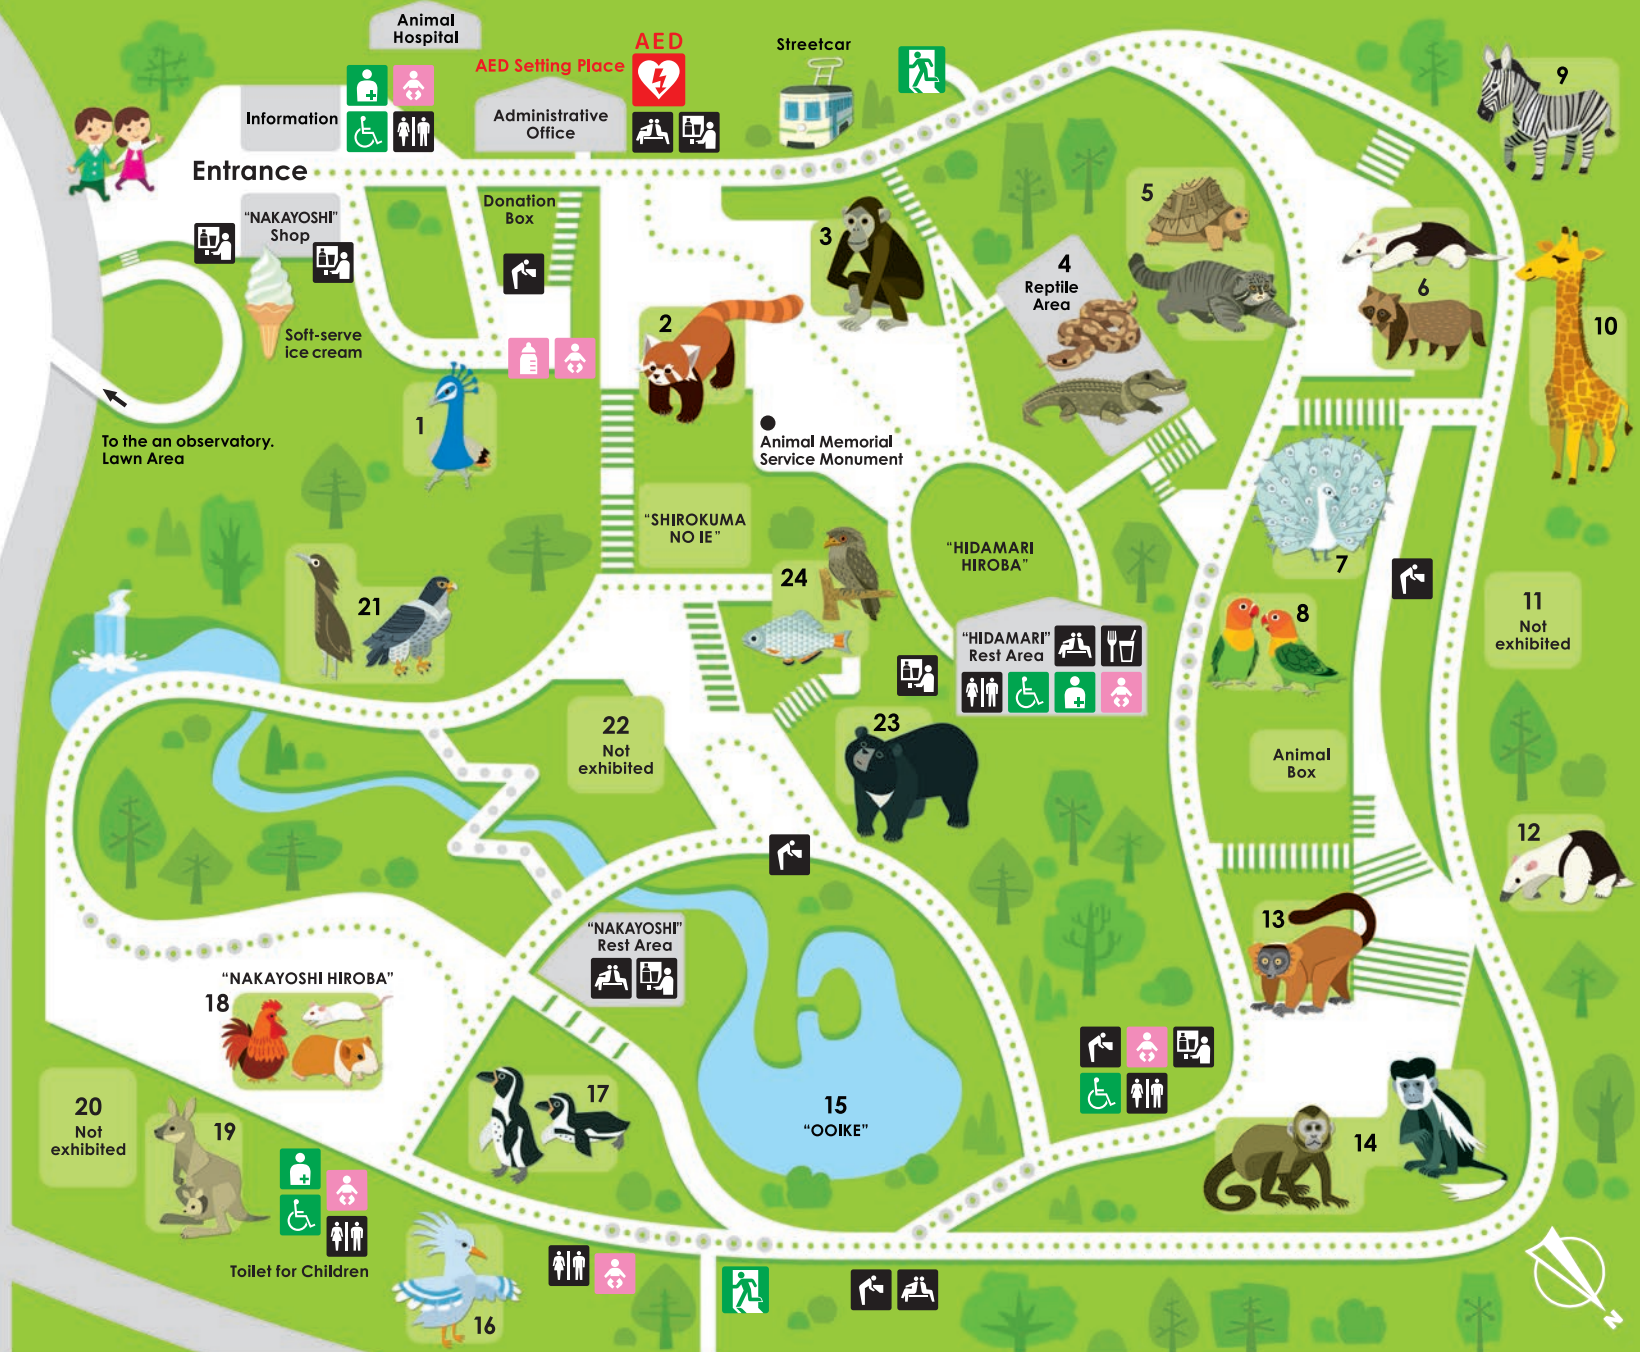 Animal
Hospital
AED
AED Setting Place
Streetcar
Information
Administrative
Office
Entrance
"NAKAYOSHI"
Shop
Donation
Box
Soft-serve
ice cream
To the an observatory.
Lawn Area
1
2
3
4
Reptile
Area
5
6
7
8
9
10
11
Not
exhibited
12
13
14
15
"OOIKE"
16
17
"NAKAYOSHI HIROBA"
18
19
20
Not
exhibited
21
22
Not
exhibited
23
24
Animal Memorial
Service Monument
"SHIROKUMA
NO IE"
"HIDAMARI
HIROBA"
"HIDAMARI"
Rest Area
Animal
Box
"NAKAYOSHI"
Rest Area
Toilet for Children
N